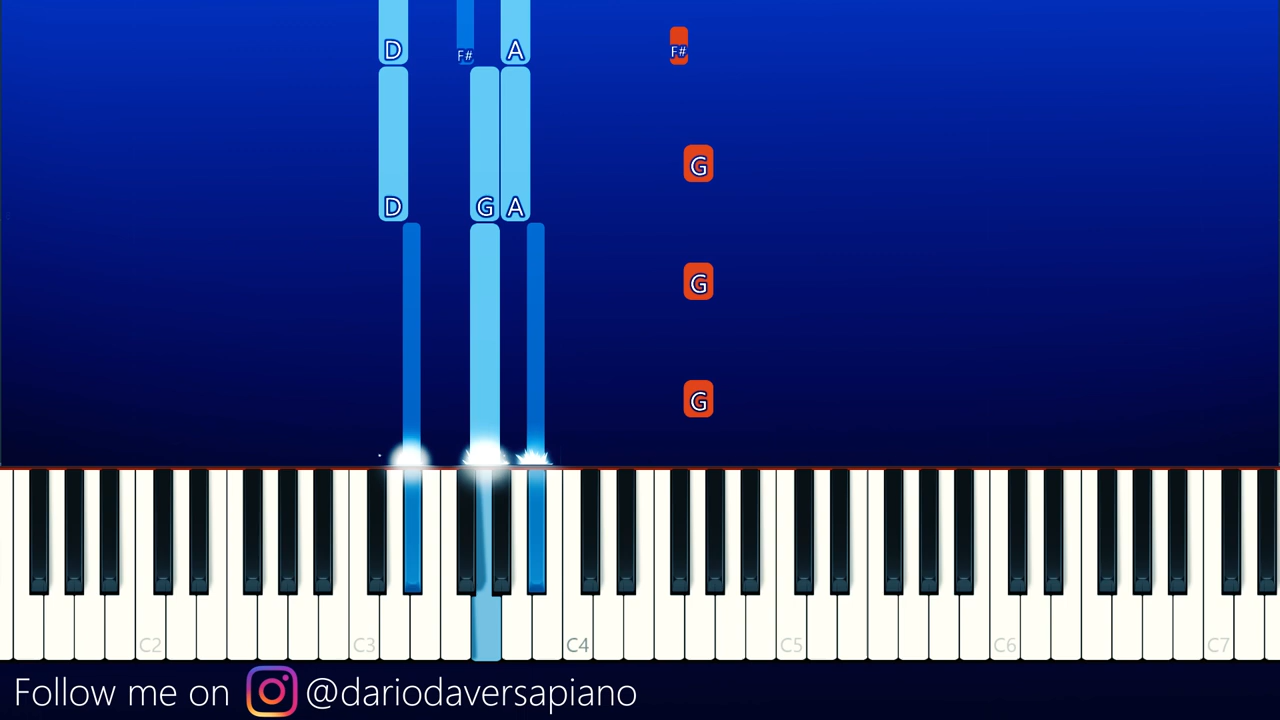 D F# A F#
G
D G A
G
G
C2 C3 C4 C5 C6 C7
Follow me on @dariodaversapiano